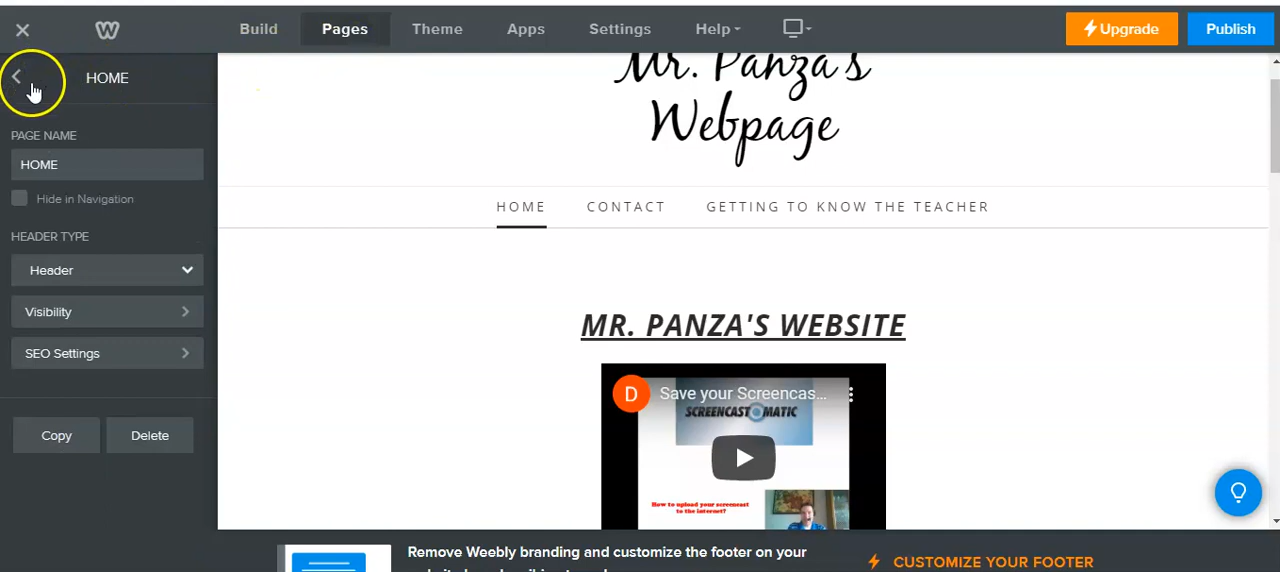 Build Pages Theme Apps Settings Help Upgrade Publish
HOME
PAGE NAME
HOME
Hide in Navigation
HEADER TYPE
Header
Visibility
SEO Settings
Copy Delete
Mr. Panza's
Webpage
HOME CONTACT GETTING TO KNOW THE TEACHER
MR. PANZA'S WEBSITE
D Save your Screencas...
SCREENCAST MATIC
How to upload your screencast
to the internet?
Remove Weebly branding and customize the footer on your
CUSTOMIZE YOUR FOOTER